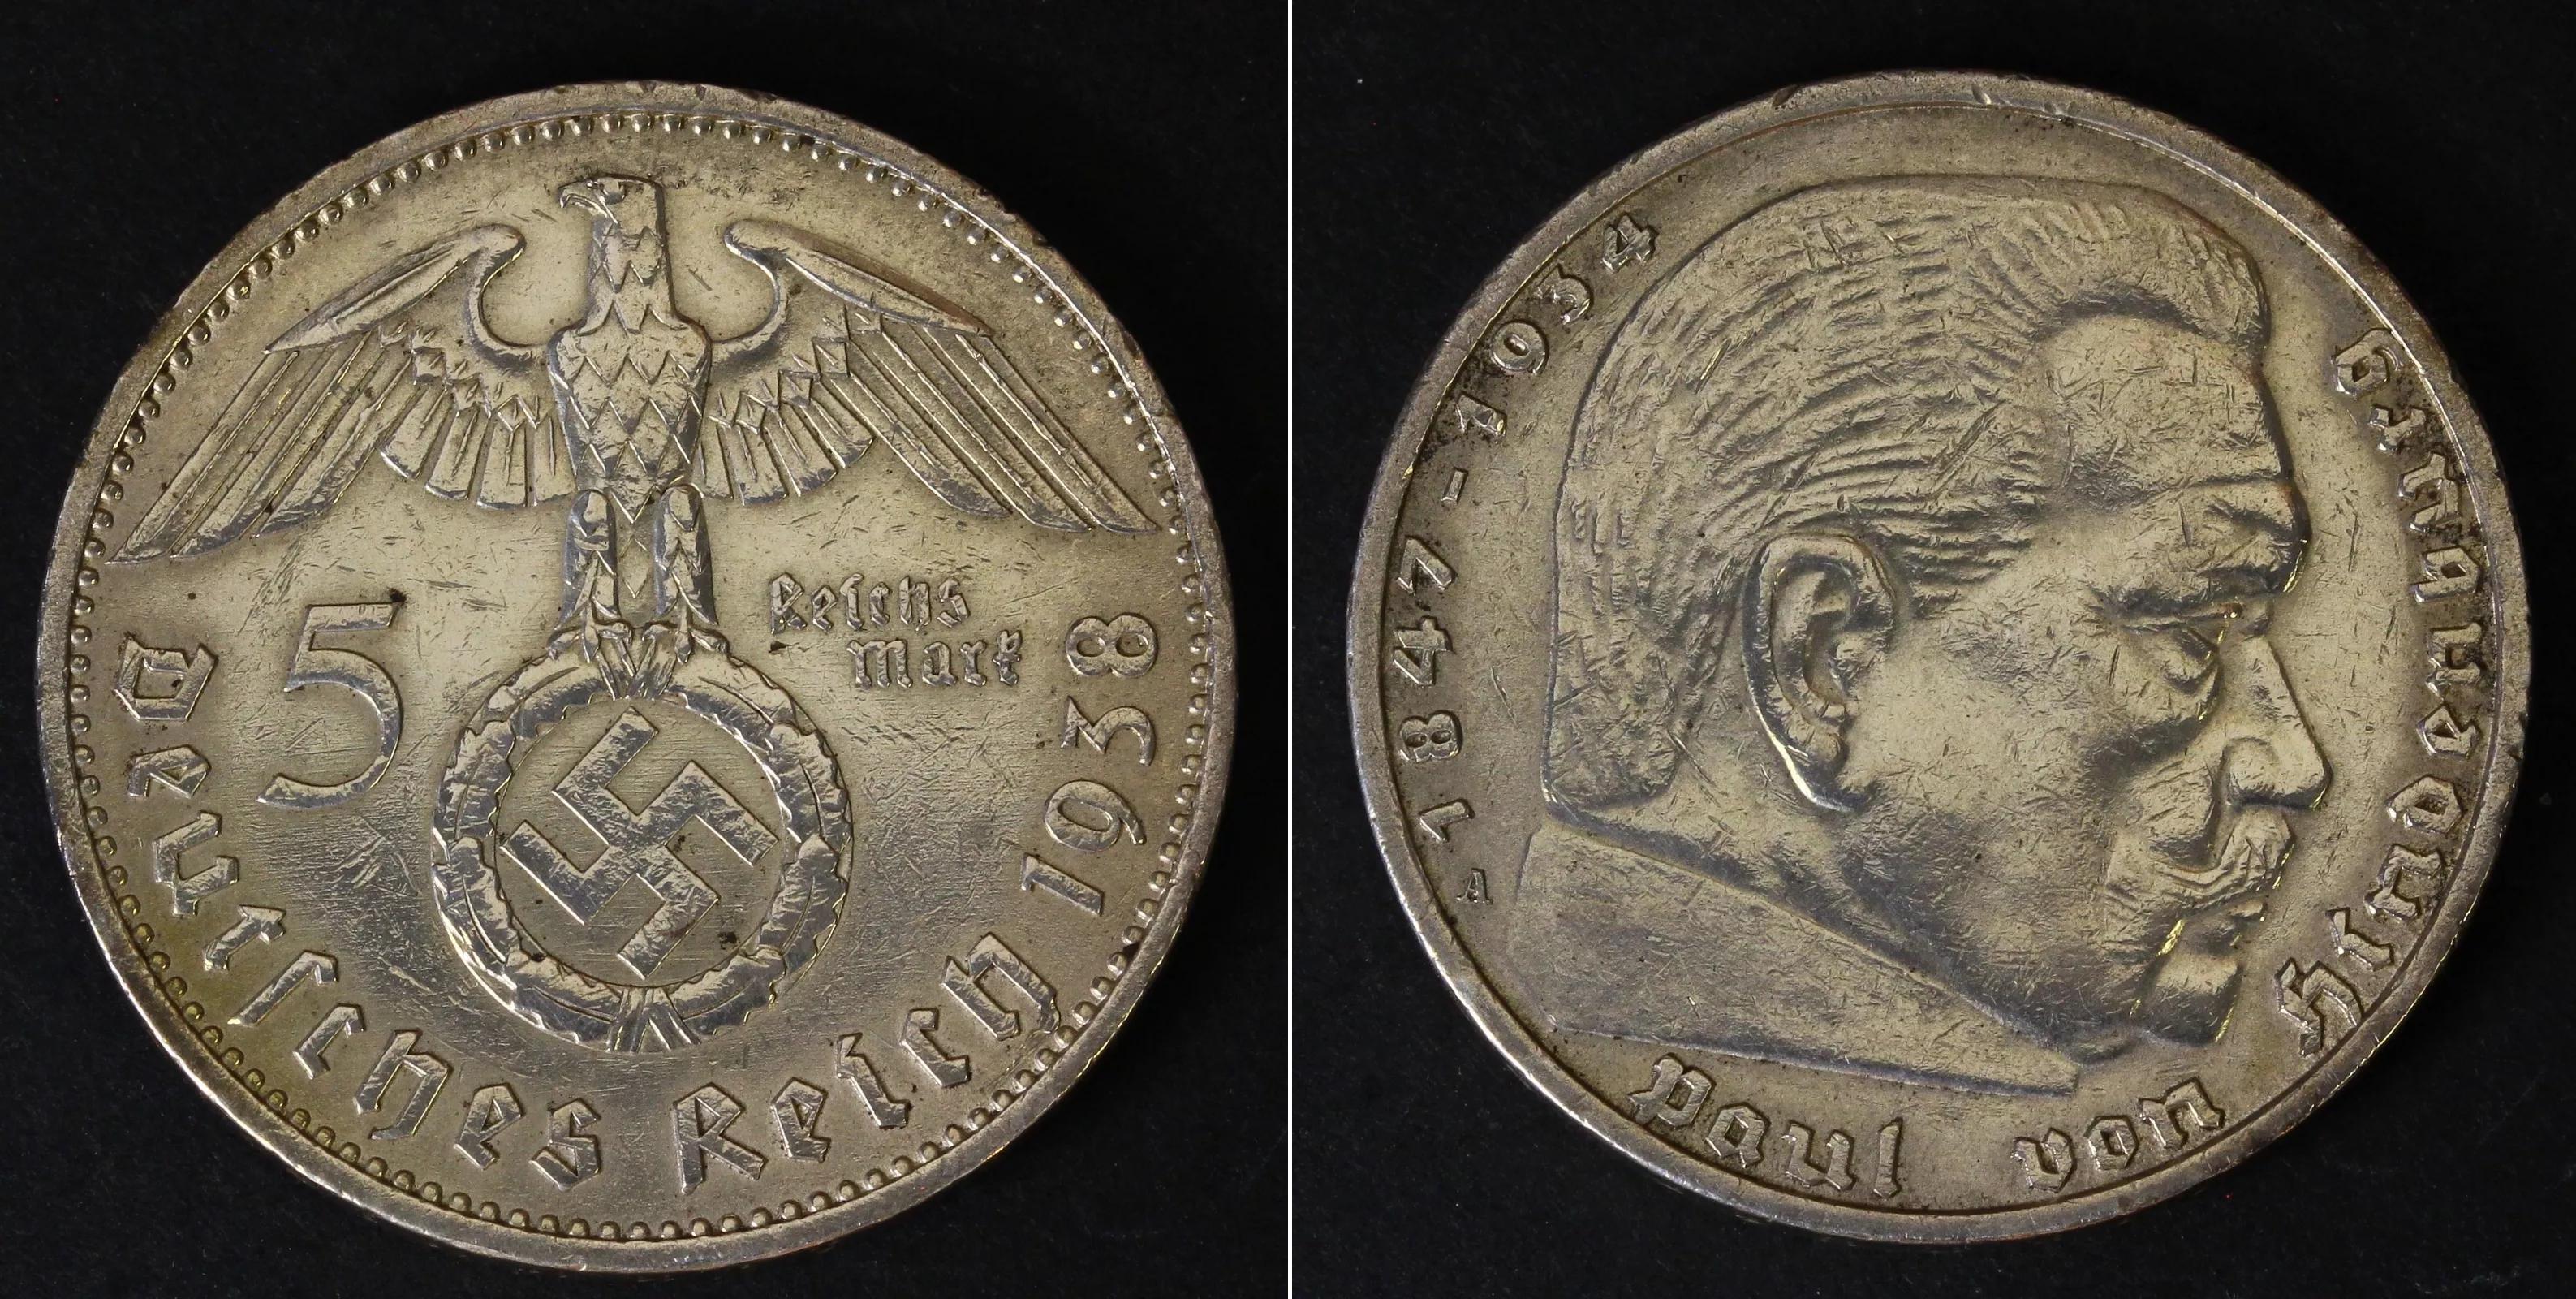 5
Reichs
mark
Deutsches Reich 1938
Paul von Hindenburg
1847-1934
A